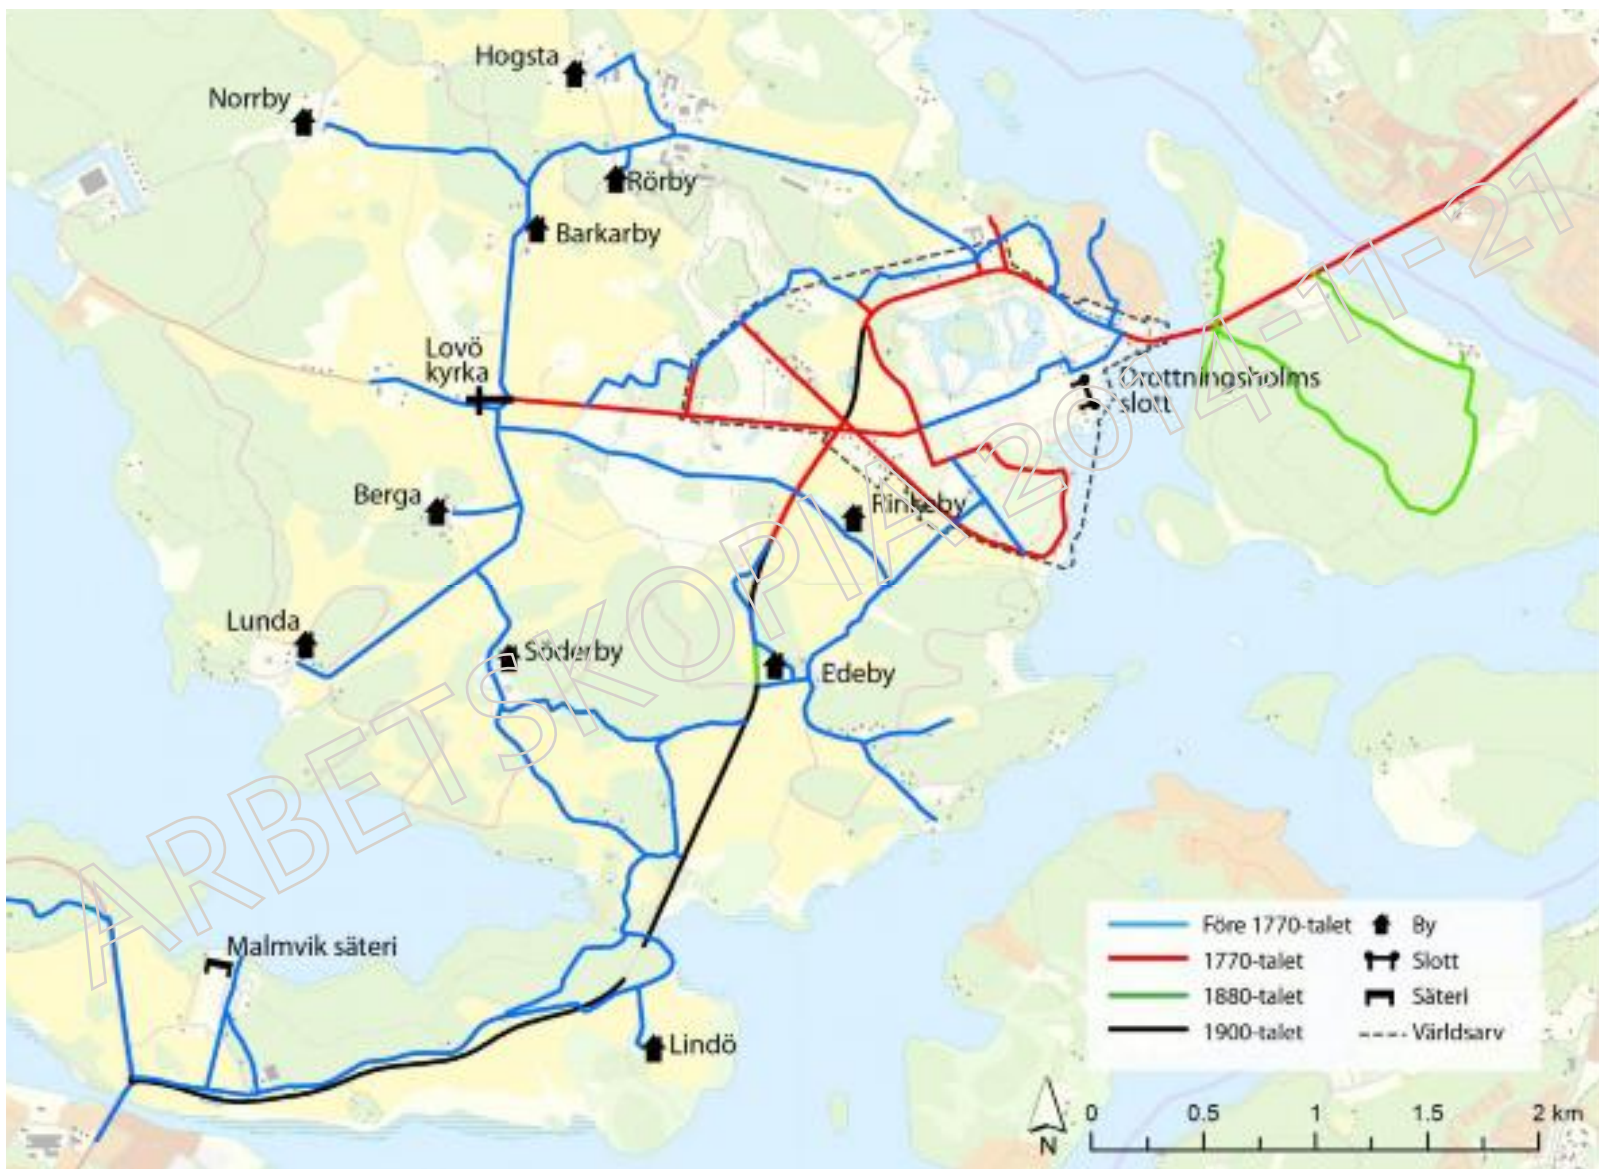 Hogsta
Norrby
Rörby
Barkarby
Lovö
kyrka
Drottningsholms
slott
Berga
Rinkeby
Lunda
Söderby
Edeby
Malmvik säteri
Lindö
ARBETSKOPIA 2014-11-21
Före 1770-talet
By
1770-talet
Slott
1880-talet
Säteri
1900-talet
Världsarv
0 0.5 1 1.5 2 km
N